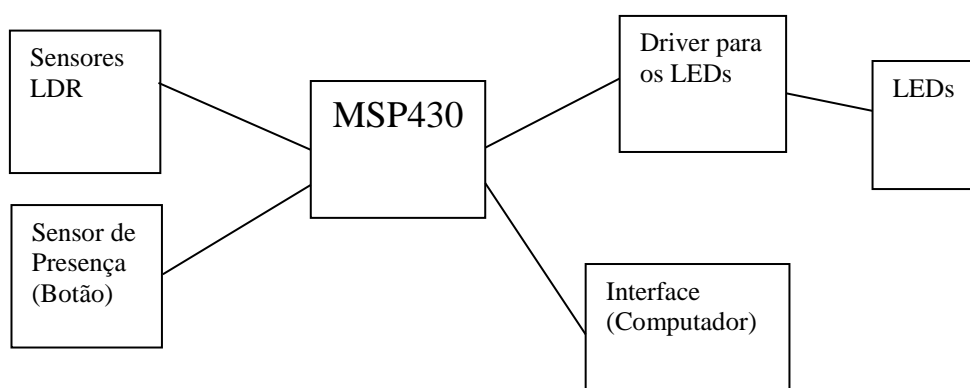 Sensores
LDR
Sensor de
Presença
(Botão)
MSP430
Driver para
os LEDs
LEDs
Interface
(Computador)